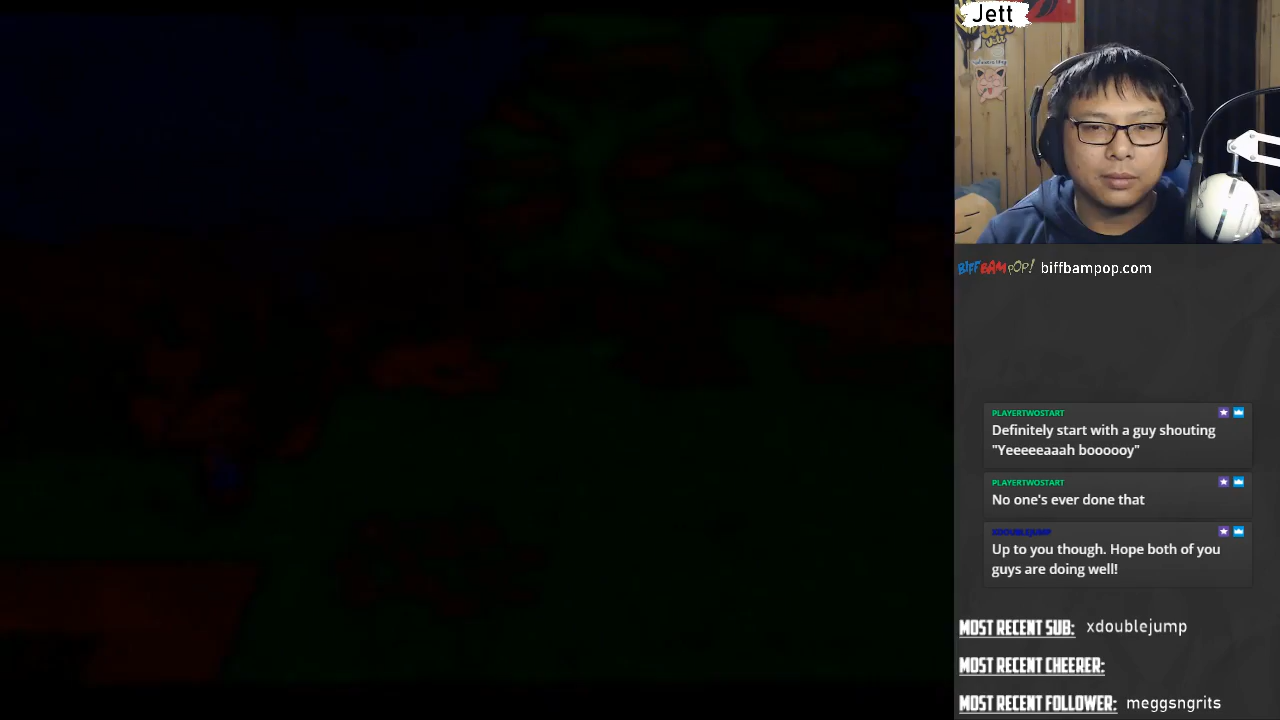 Jett
BIFF BAM POP! biffbampop.com
PLAYERTWOSTART
Definitely start with a guy shouting
"Yeeeeeaaah boooooy"
PLAYERTWOSTART
No one's ever done that
XDOUBLEJUMP
Up to you though. Hope both of you
guys are doing well!
MOST RECENT SUB: xdoublejump
MOST RECENT CHEERER:
MOST RECENT FOLLOWER: meggsngrits